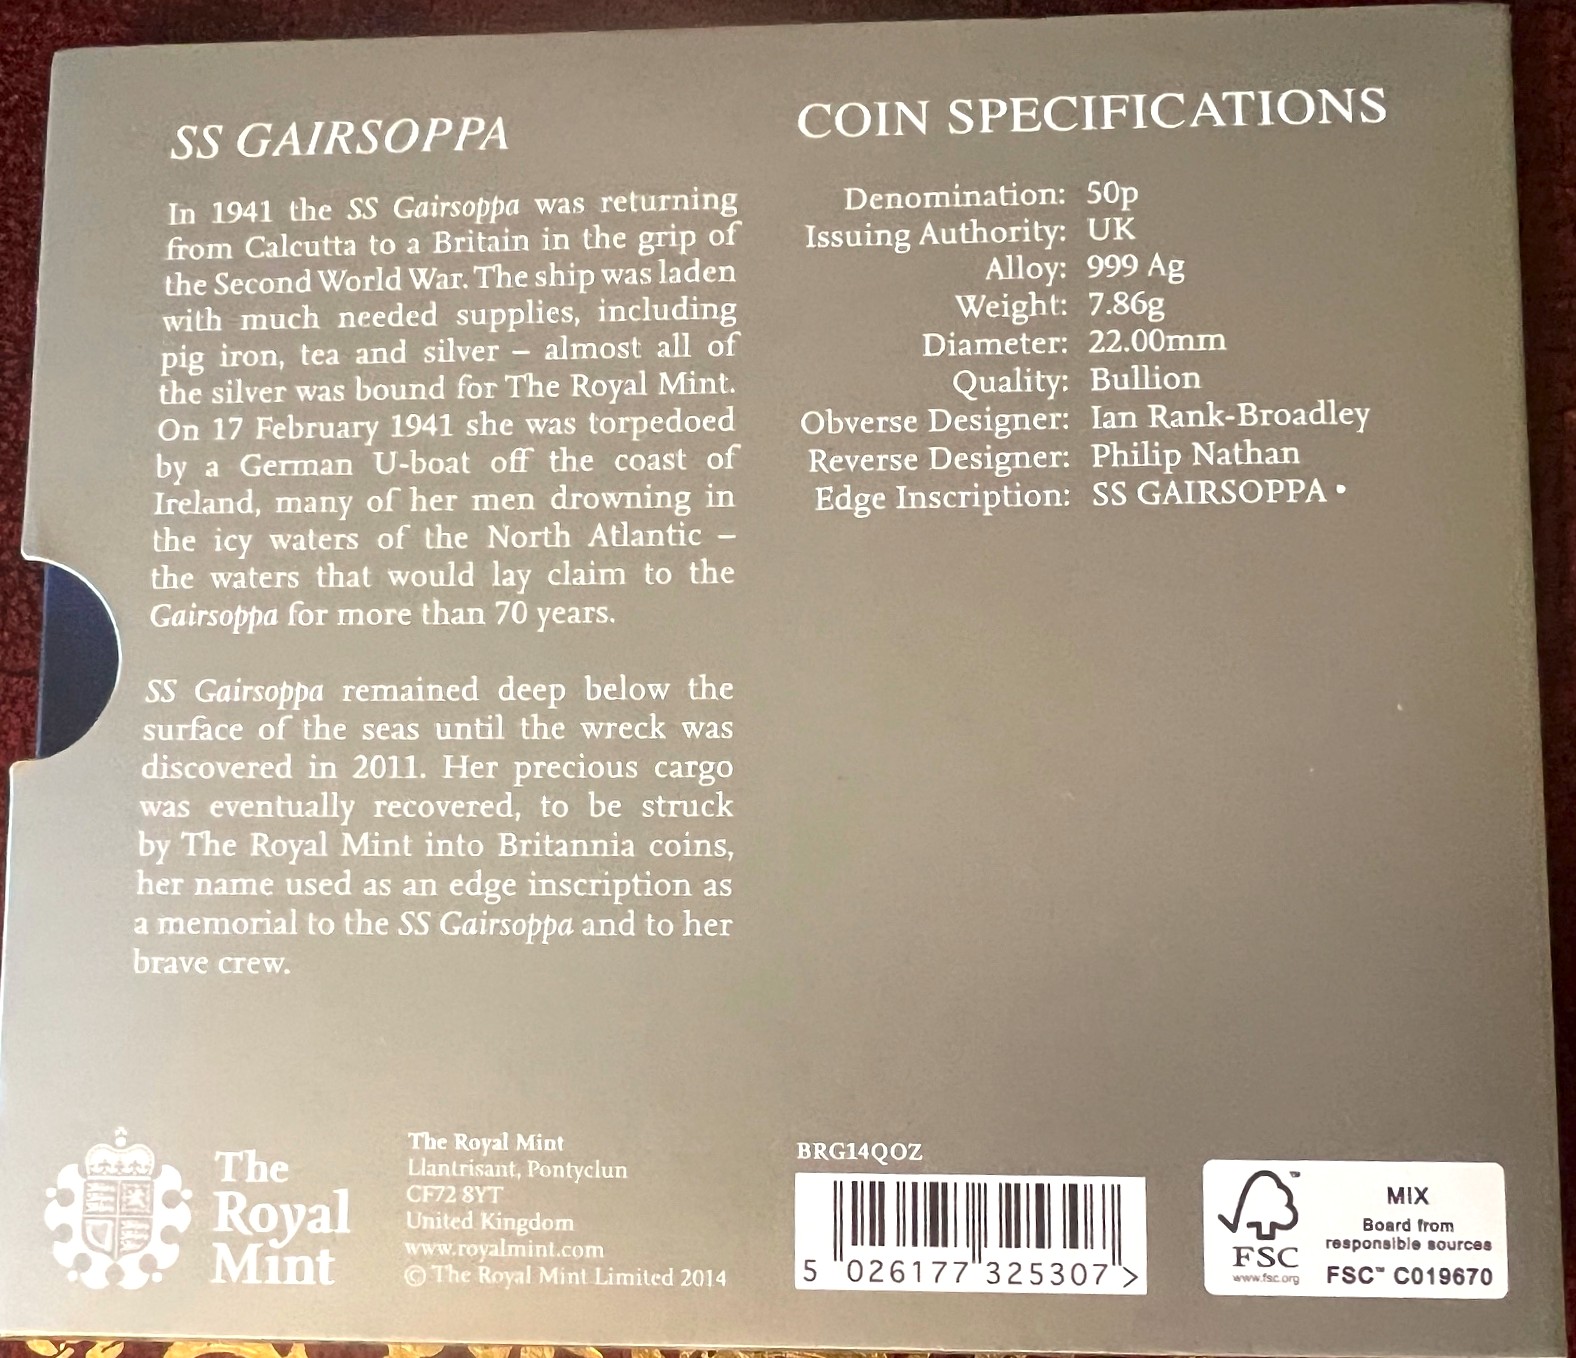 SS GAIRSOPPA
In 1941 the SS Gairsoppa was returning
from Calcutta to a Britain in the grip of
the Second World War. The ship was laden
with much needed supplies, including
pig iron, tea and silver – almost all of
the silver was bound for The Royal Mint.
On 17 February 1941 she was torpedoed
by a German U-boat off the coast of
Ireland, many of her men drowning in
the icy waters of the North Atlantic –
the waters that would lay claim to the
Gairsoppa for more than 70 years.
SS Gairsoppa remained deep below the
surface of the seas until the wreck was
discovered in 2011. Her precious cargo
was eventually recovered, to be struck
by The Royal Mint into Britannia coins,
her name used as an edge inscription as
a memorial to the SS Gairsoppa and to her
brave crew.
COIN SPECIFICATIONS
Denomination: 50p
Issuing Authority: UK
Alloy: 999 Ag
Weight: 7.86g
Diameter: 22.00mm
Quality: Bullion
Obverse Designer: Ian Rank-Broadley
Reverse Designer: Philip Nathan
Edge Inscription: SS GAIRSOPPA •
The
Royal
Mint
The Royal Mint
Llantrisant, Pontyclun
CF72 8YT
United Kingdom
www.royalmint.com
© The Royal Mint Limited 2014
BRG14QOZ
5 026177 325307 >
FSC
www.fsc.org
MIX
Board from
responsible sources
FSC™ C019670